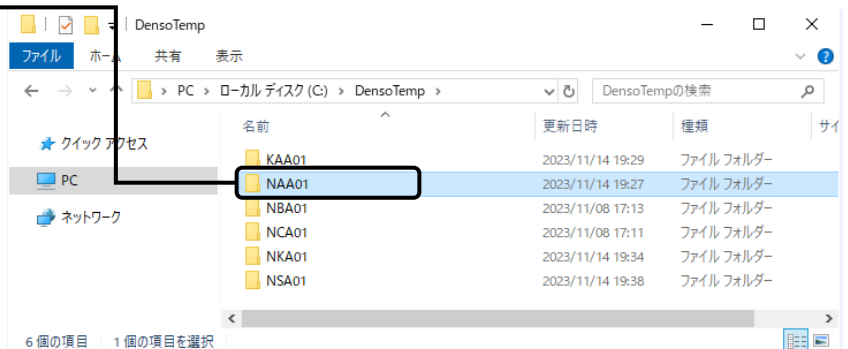 DensoTemp
ファイル ホーム 共有 表示
PC > ローカル ディスク (C:) > DensoTemp >
DensoTempの検索
名前 更新日時 種類 サイ
クイック アクセス
PC
ネットワーク
KAA01 2023/11/14 19:29 ファイル フォルダー
NAA01 2023/11/14 19:27 ファイル フォルダー
NBA01 2023/11/08 17:13 ファイル フォルダー
NCA01 2023/11/08 17:11 ファイル フォルダー
NKA01 2023/11/14 19:34 ファイル フォルダー
NSA01 2023/11/14 19:38 ファイル フォルダー
6 個の項目 1 個の項目を選択